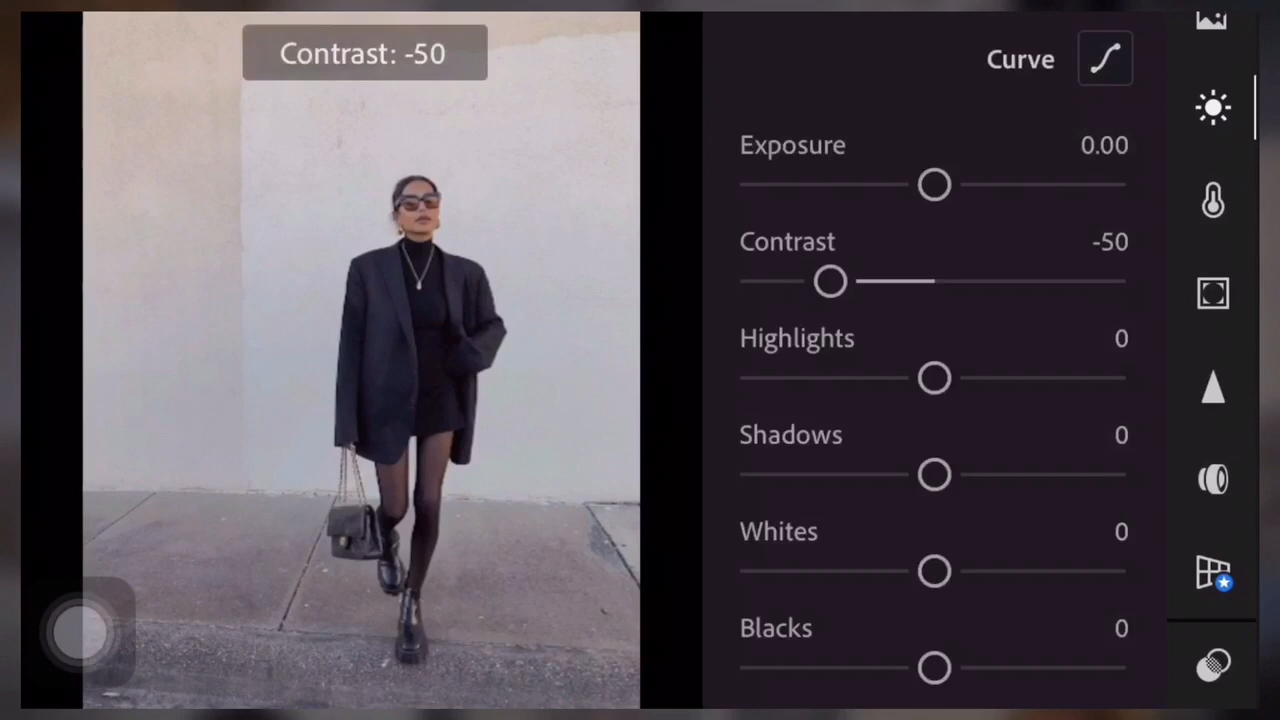 Contrast: -50
Curve
Exposure 0.00
Contrast -50
Highlights 0
Shadows 0
Whites 0
Blacks 0